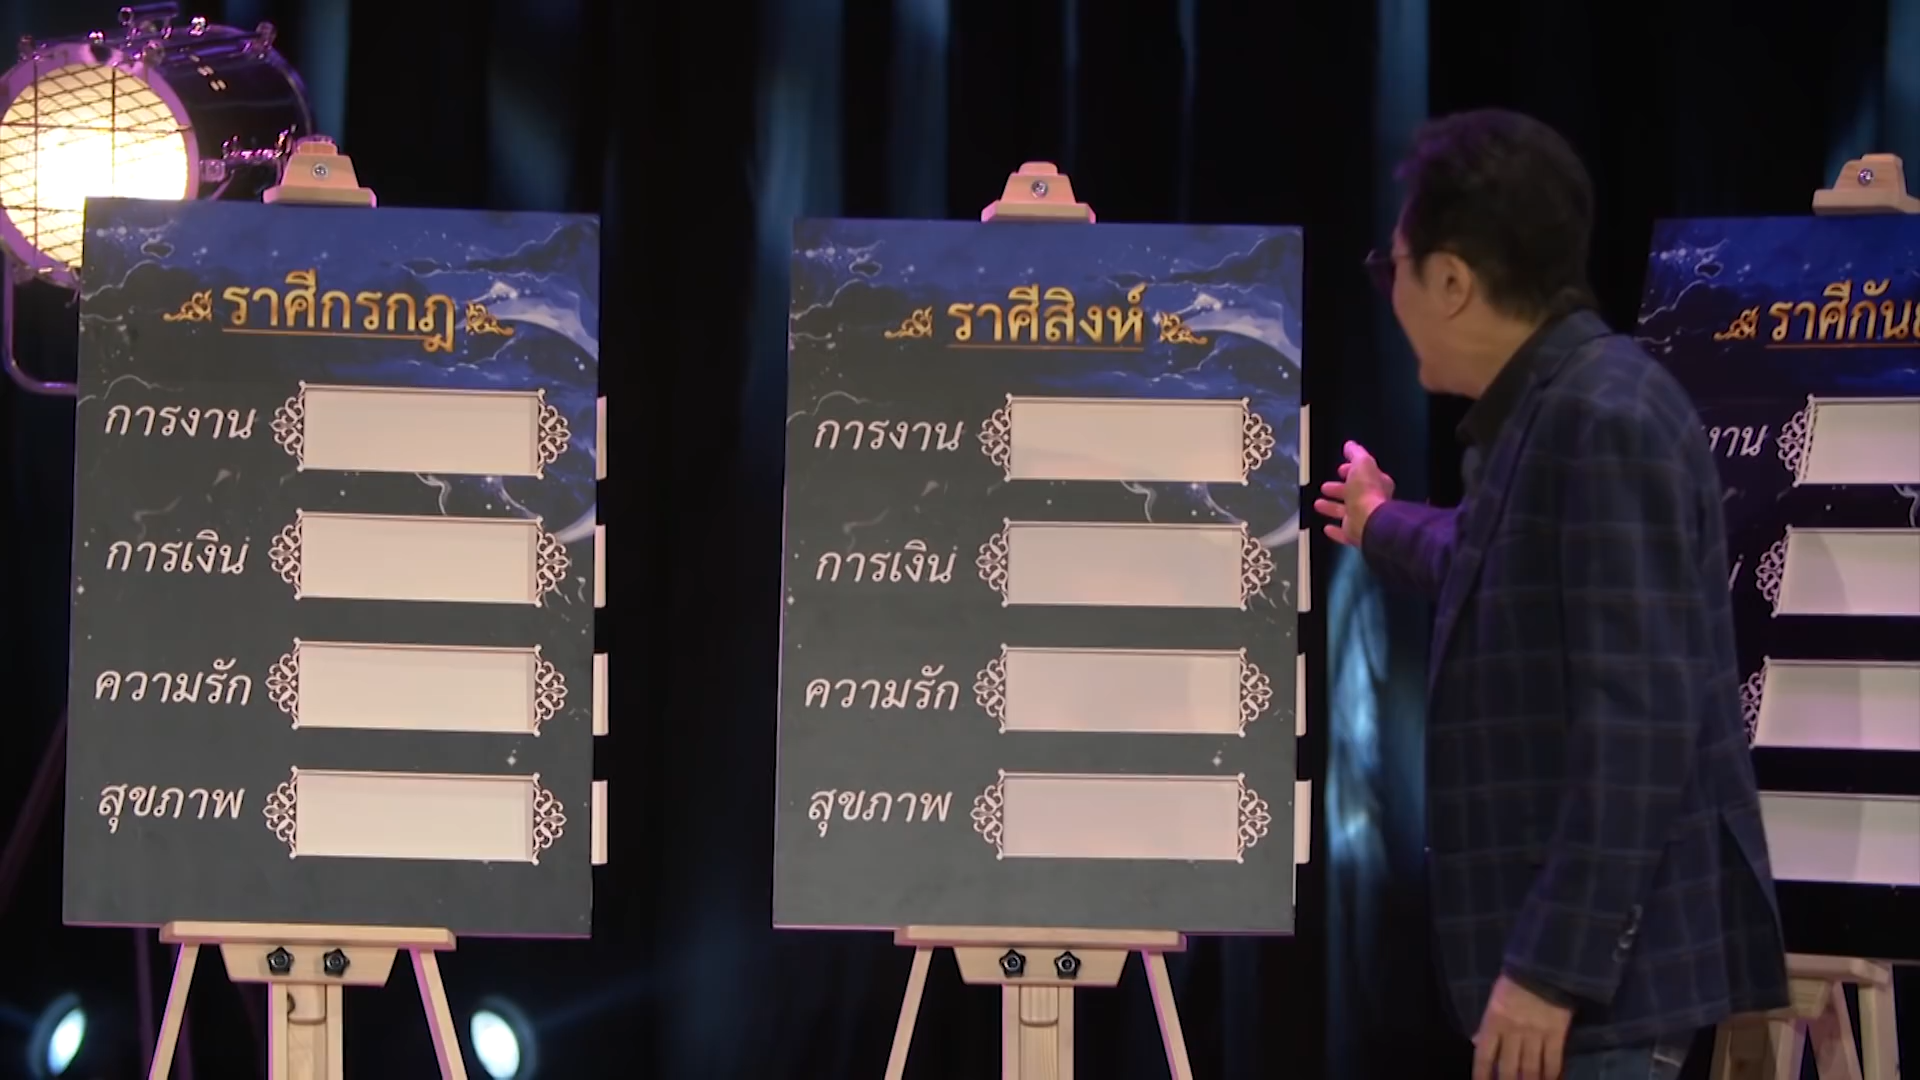 ราศีกรกฎ
การงาน
การเงิน
ความรัก
สุขภาพ
ราศีสิงห์
การงาน
การเงิน
ความรัก
สุขภาพ